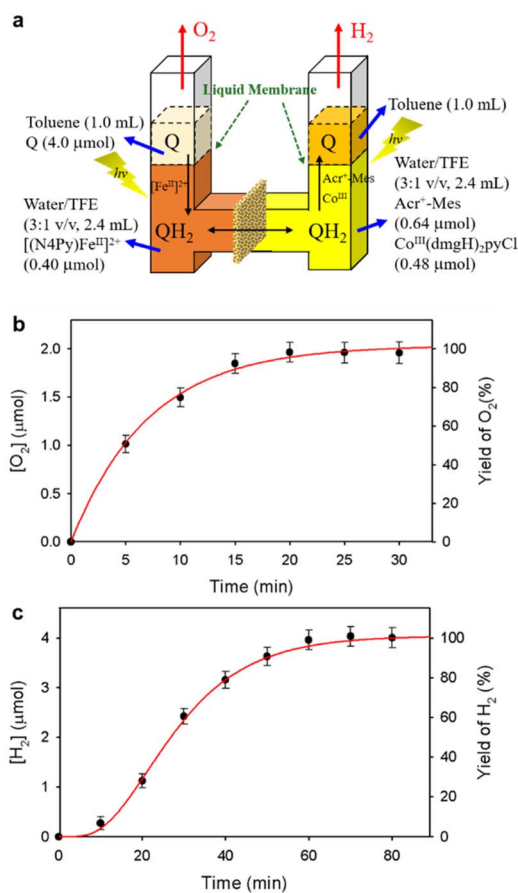 a
O₂
H₂
Liquid Membrane
Toluene (1.0 mL)
Q (4.0 μmol)
Toluene (1.0 mL)
Q
Q
hν
hν
[Feᴵᴵ]²⁺
Acr⁺-Mes
Coᴵᴵᴵ
Water/TFE
(3:1 v/v, 2.4 mL)
[(N4Py)Feᴵᴵ]²⁺
(0.40 μmol)
QH₂
QH₂
Water/TFE
(3:1 v/v, 2.4 mL)
Acr⁺-Mes
(0.64 μmol)
Coᴵᴵᴵ(dmgH)₂pyCl
(0.48 μmol)
b
[O₂] (μmol)
2.0
1.5
1.0
0.5
0.0
100
80
60
40
20
0
Yield of O₂(%)
0 5 10 15 20 25 30
Time (min)
c
[H₂] (μmol)
4
3
2
1
0
100
80
60
40
20
0
Yield of H₂ (%)
0 20 40 60 80
Time (min)